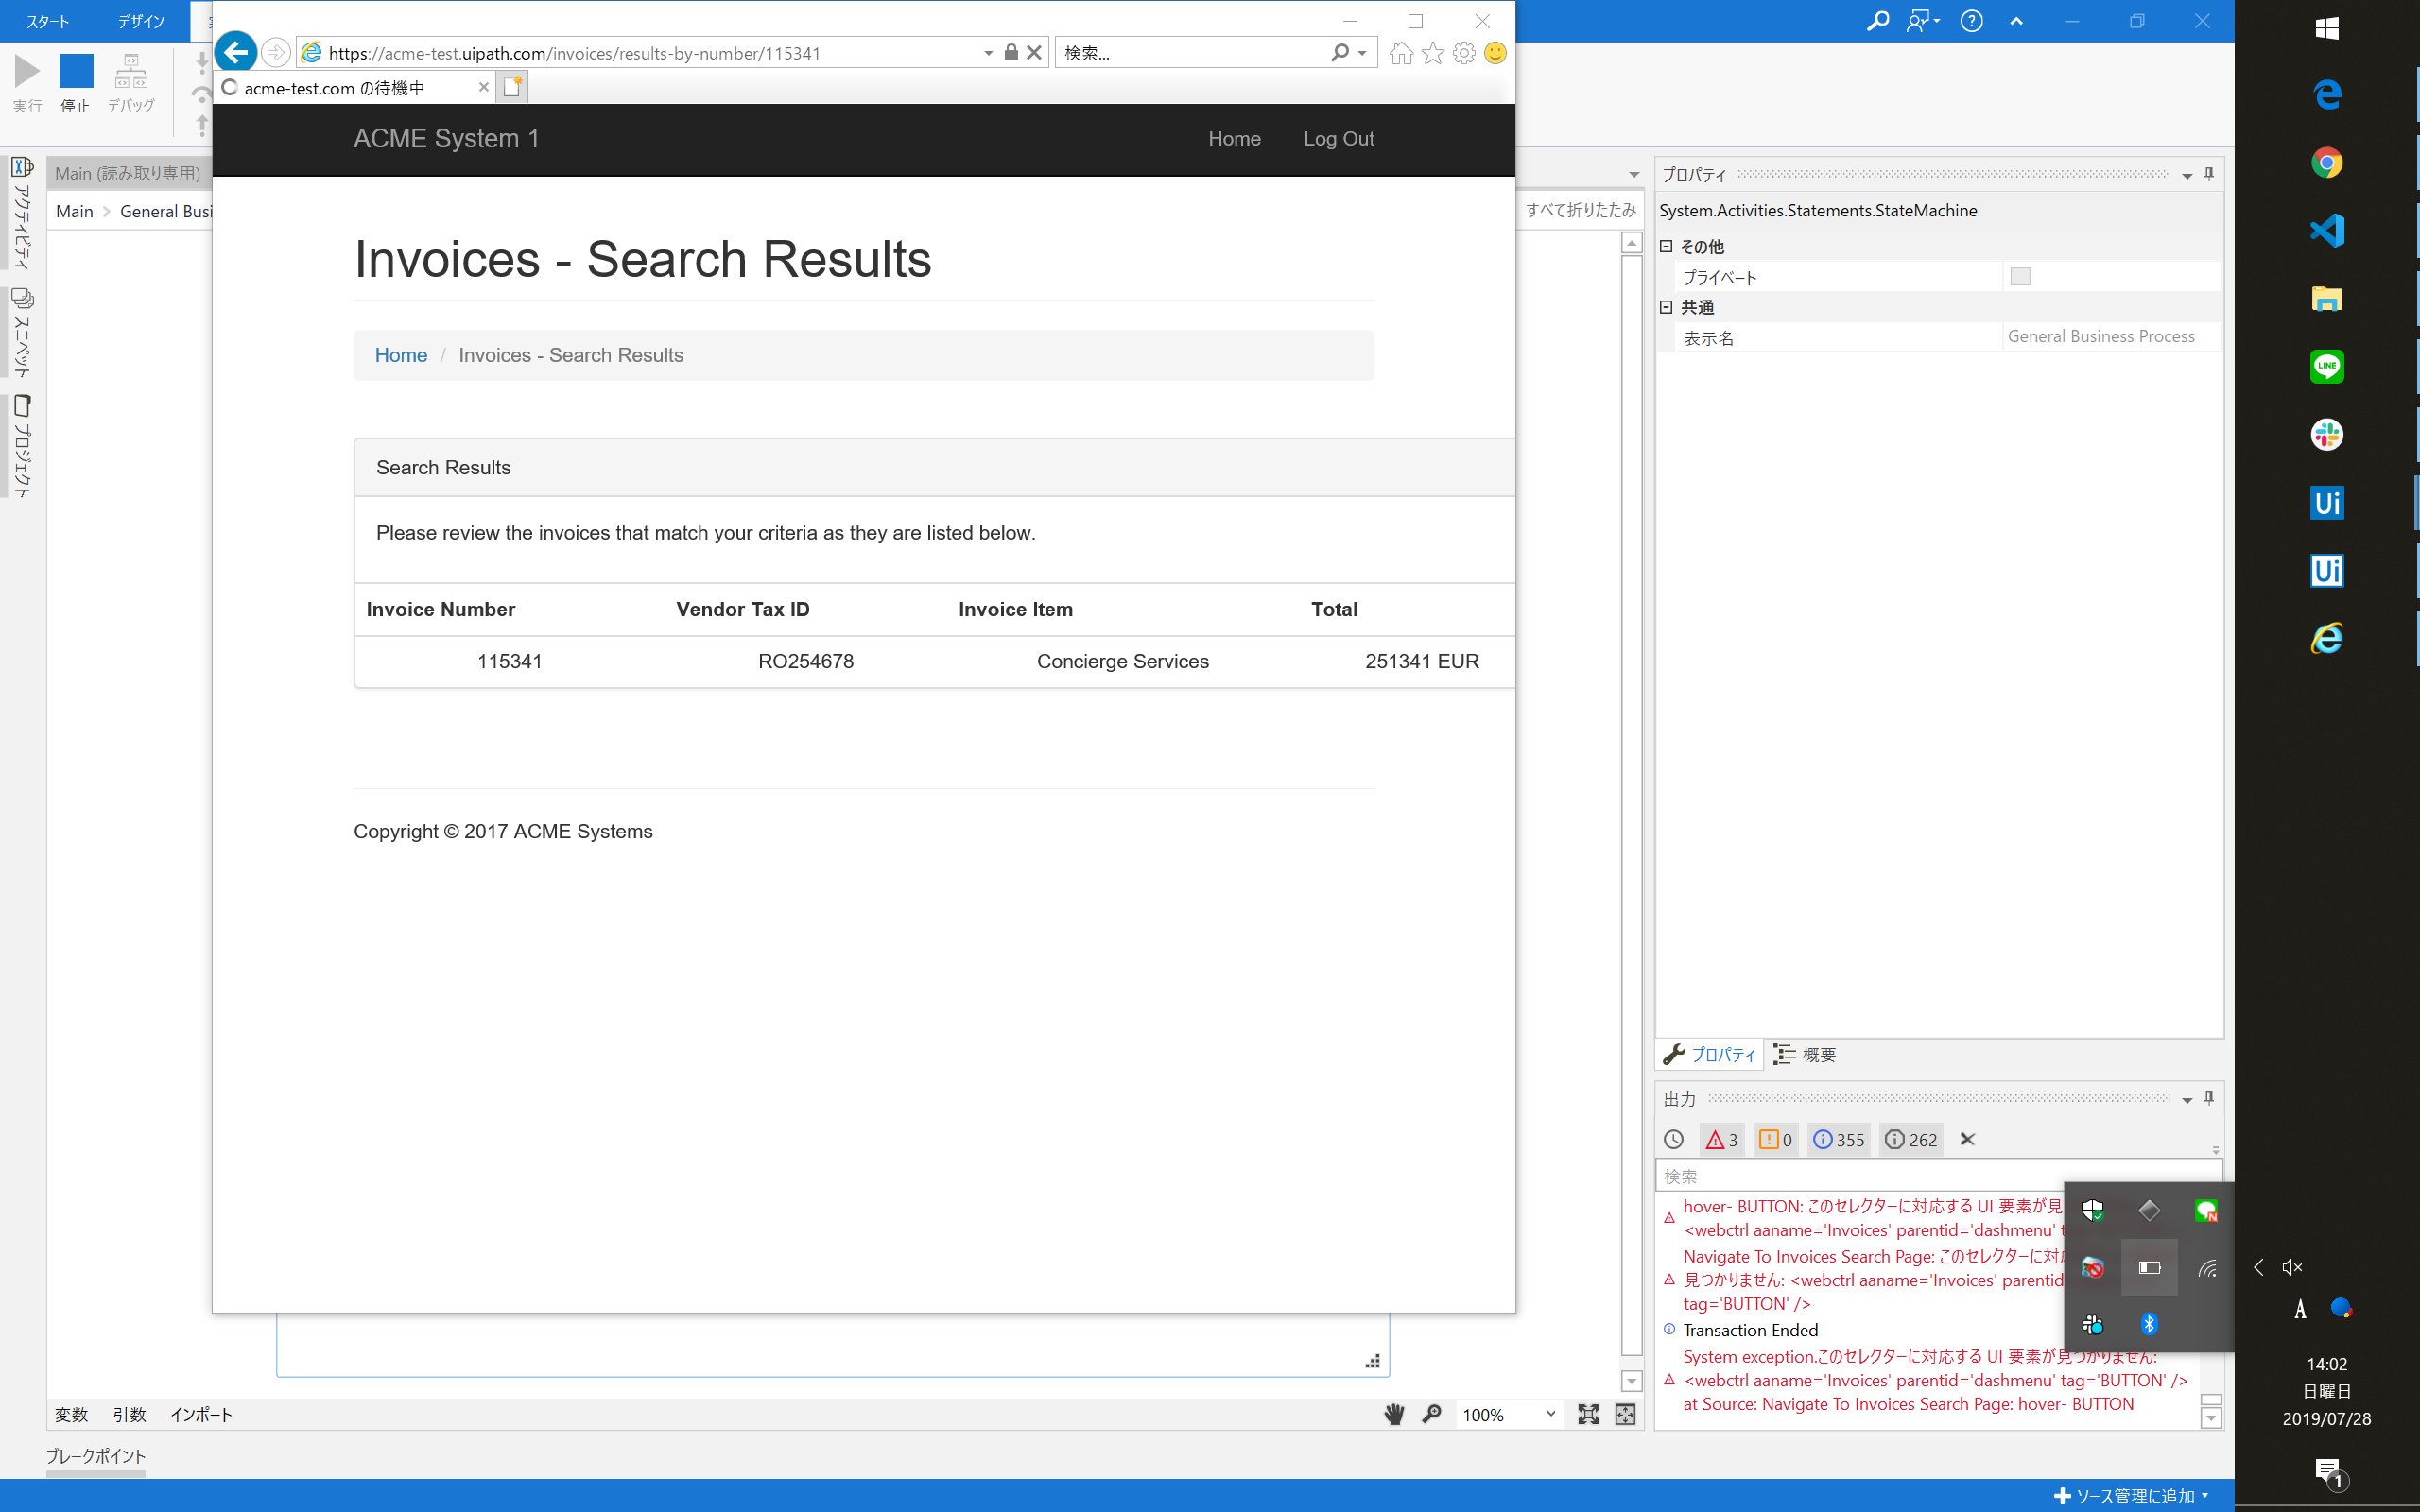 スタート
デザイン
実行
停止
デバッグ
https://acme-test.uipath.com/invoices/results-by-number/115341
検索...
acme-test.com の待機中
ACME System 1
Home
Log Out
Main (読み取り専用)
Main
General Busi
すべて折りたたみ
アクティビティ
スニペット
プロジェクト
Invoices - Search Results
Home / Invoices - Search Results
Search Results
Please review the invoices that match your criteria as they are listed below.
Invoice Number Vendor Tax ID Invoice Item Total
115341 RO254678 Concierge Services 251341 EUR
Copyright © 2017 ACME Systems
プロパティ
System.Activities.Statements.StateMachine
その他
プライベート
共通
表示名 General Business Process
プロパティ
概要
出力
3 0 355 262
検索
hover- BUTTON: このセレクターに対応する UI 要素が見
<webctrl aaname='Invoices' parentid='dashmenu' t
Navigate To Invoices Search Page: このセレクターに対
見つかりません: <webctrl aaname='Invoices' parentid
tag='BUTTON' />
Transaction Ended
System exception.このセレクターに対応する UI 要素が見つかりません:
<webctrl aaname='Invoices' parentid='dashmenu' tag='BUTTON' />
at Source: Navigate To Invoices Search Page: hover- BUTTON
変数
引数
インポート
100%
ブレークポイント
ソース管理に追加
LINE
Ui
Ui
A
14:02
日曜日
2019/07/28
1